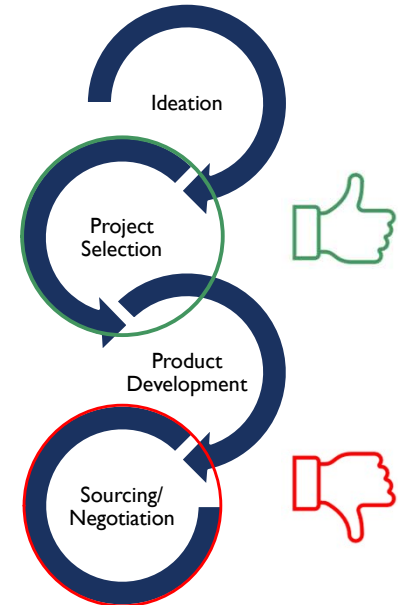 Ideation
Project
Selection
Product
Development
Sourcing/
Negotiation